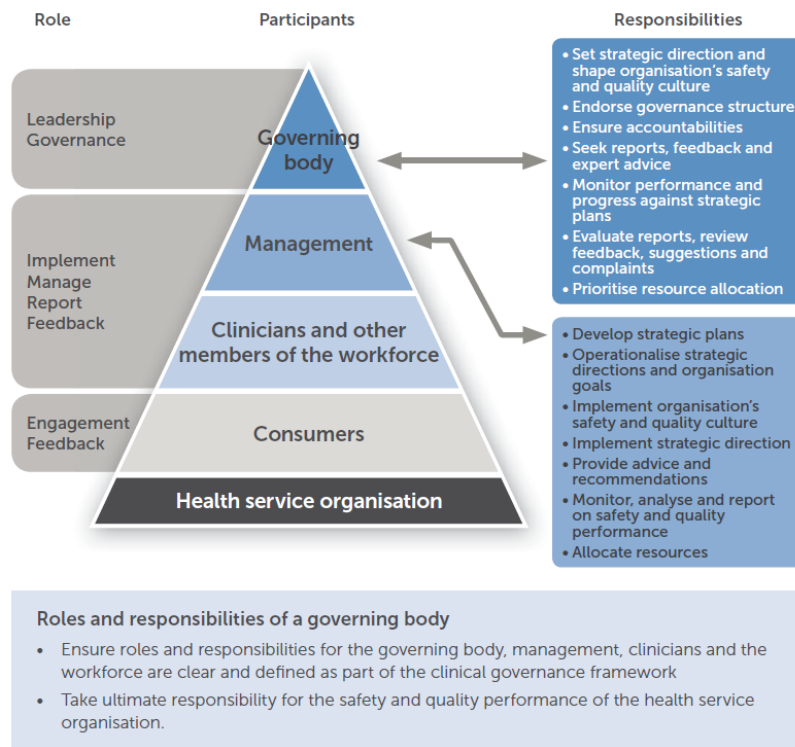 Role
Participants
Responsibilities
Leadership
Governance
Governing
body
• Set strategic direction and
shape organisation's safety
and quality culture
• Endorse governance structure
• Ensure accountabilities
• Seek reports, feedback and
expert advice
• Monitor performance and
progress against strategic
plans
• Evaluate reports, review
feedback, suggestions and
complaints
• Prioritise resource allocation
Implement
Manage
Report
Feedback
Management
Clinicians and other
members of the workforce
• Develop strategic plans
• Operationalise strategic
directions and organisation
goals
• Implement organisation's
safety and quality culture
• Implement strategic direction
• Provide advice and
recommendations
• Monitor, analyse and report
on safety and quality
performance
• Allocate resources
Engagement
Feedback
Consumers
Health service organisation
Roles and responsibilities of a governing body
• Ensure roles and responsibilities for the governing body, management, clinicians and the
workforce are clear and defined as part of the clinical governance framework
• Take ultimate responsibility for the safety and quality performance of the health service
organisation.